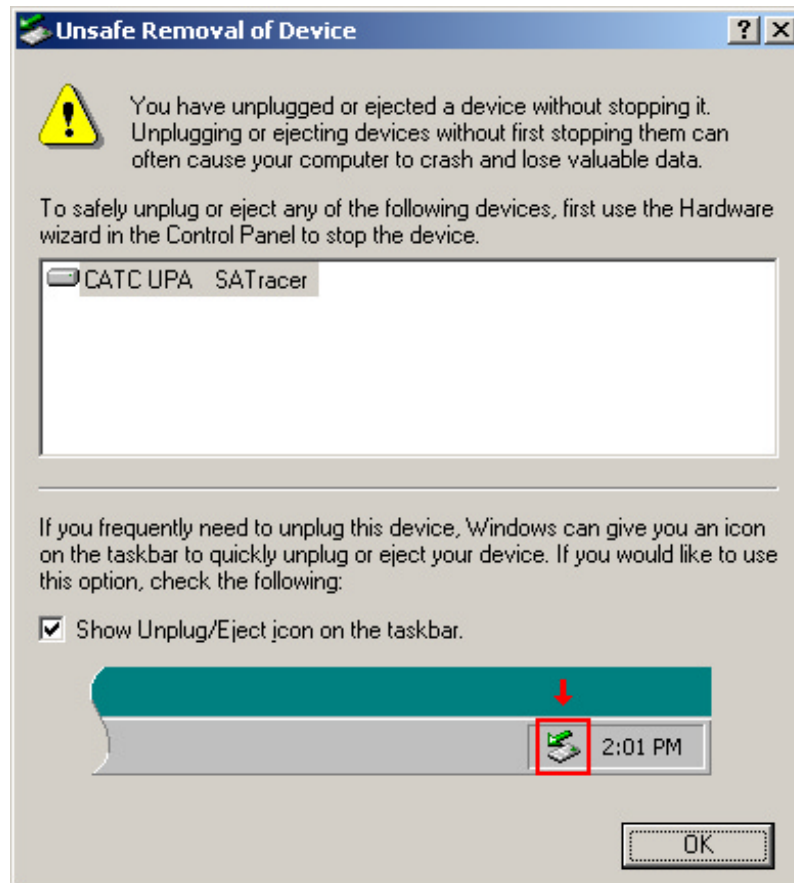 Unsafe Removal of Device
You have unplugged or ejected a device without stopping it.
Unplugging or ejecting devices without first stopping them can
often cause your computer to crash and lose valuable data.
To safely unplug or eject any of the following devices, first use the Hardware
wizard in the Control Panel to stop the device.
CATC UPA SATracer
If you frequently need to unplug this device, Windows can give you an icon
on the taskbar to quickly unplug or eject your device. If you would like to use
this option, check the following:
Show Unplug/Eject icon on the taskbar.
2:01 PM
OK